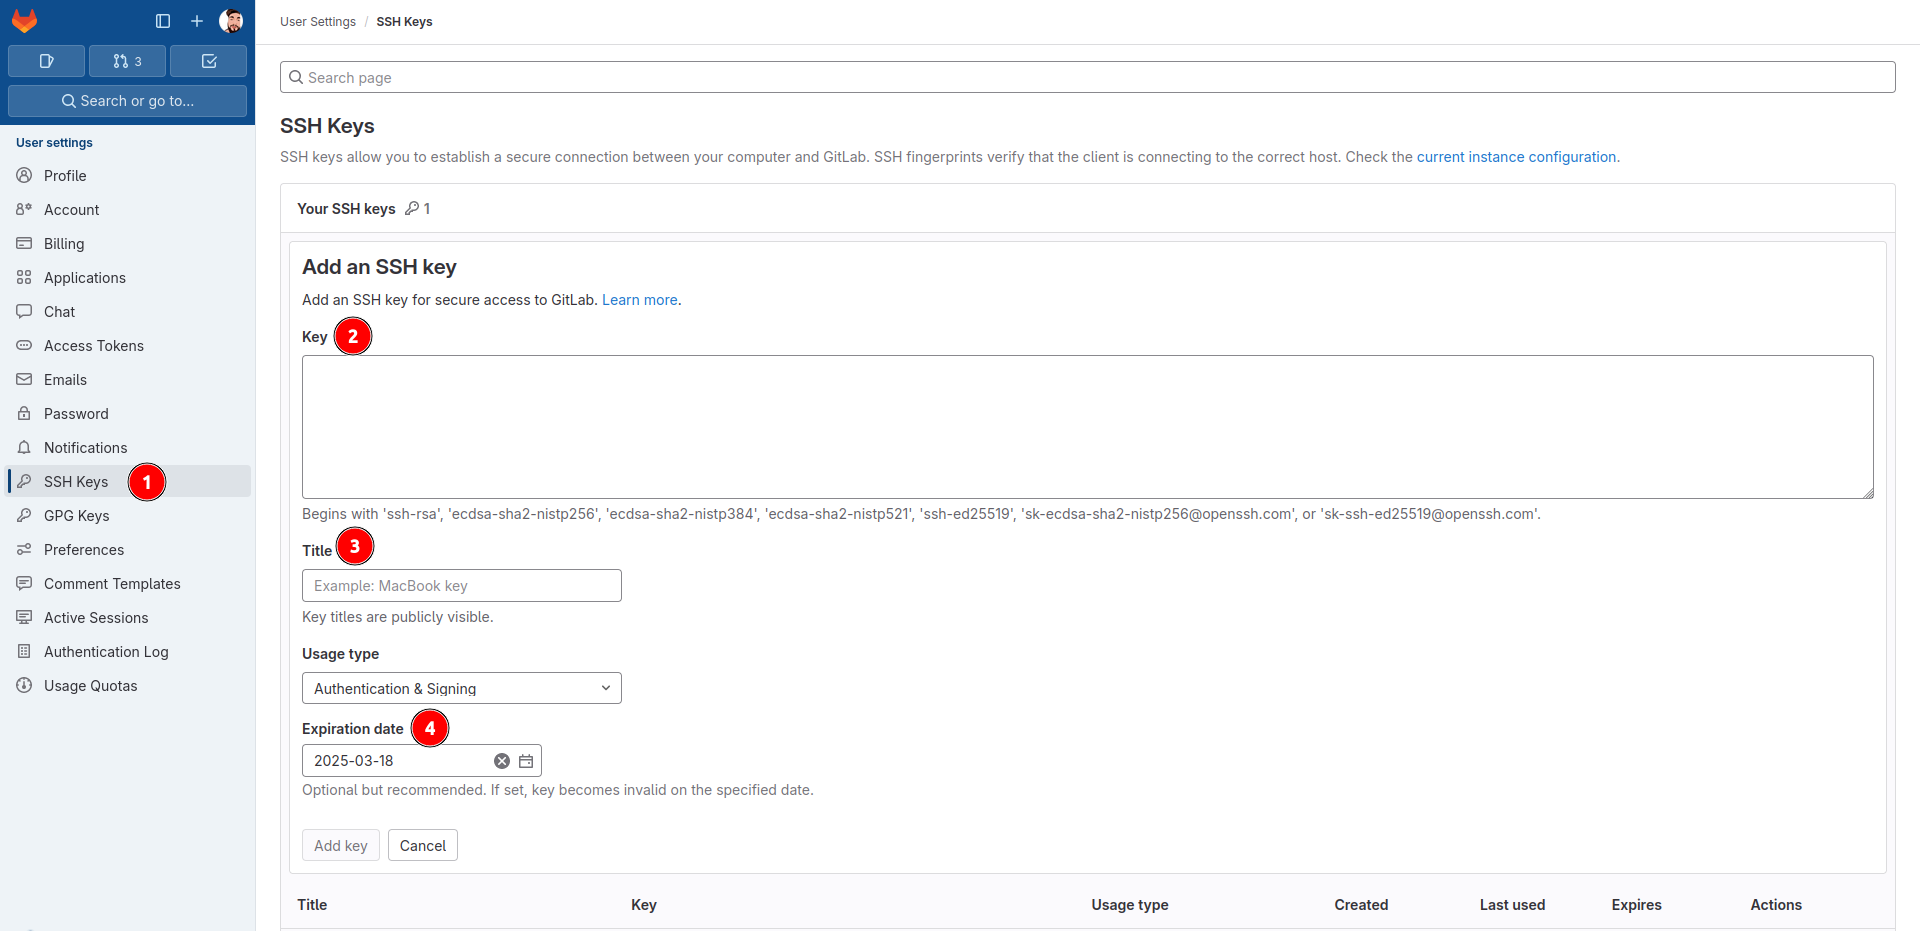 User Settings / SSH Keys
3
Search or go to...
Search page
User settings
Profile
Account
Billing
Applications
Chat
Access Tokens
Emails
Password
Notifications
SSH Keys 1
GPG Keys
Preferences
Comment Templates
Active Sessions
Authentication Log
Usage Quotas
SSH Keys
SSH keys allow you to establish a secure connection between your computer and GitLab. SSH fingerprints verify that the client is connecting to the correct host. Check the current instance configuration.
Your SSH keys 1
Add an SSH key
Add an SSH key for secure access to GitLab. Learn more.
Key 2
Begins with 'ssh-rsa', 'ecdsa-sha2-nistp256', 'ecdsa-sha2-nistp384', 'ecdsa-sha2-nistp521', 'ssh-ed25519', 'sk-ecdsa-sha2-nistp256@openssh.com', or 'sk-ssh-ed25519@openssh.com'.
Title 3
Example: MacBook key
Key titles are publicly visible.
Usage type
Authentication & Signing
Expiration date 4
2025-03-18
Optional but recommended. If set, key becomes invalid on the specified date.
Add key Cancel
Title Key Usage type Created Last used Expires Actions